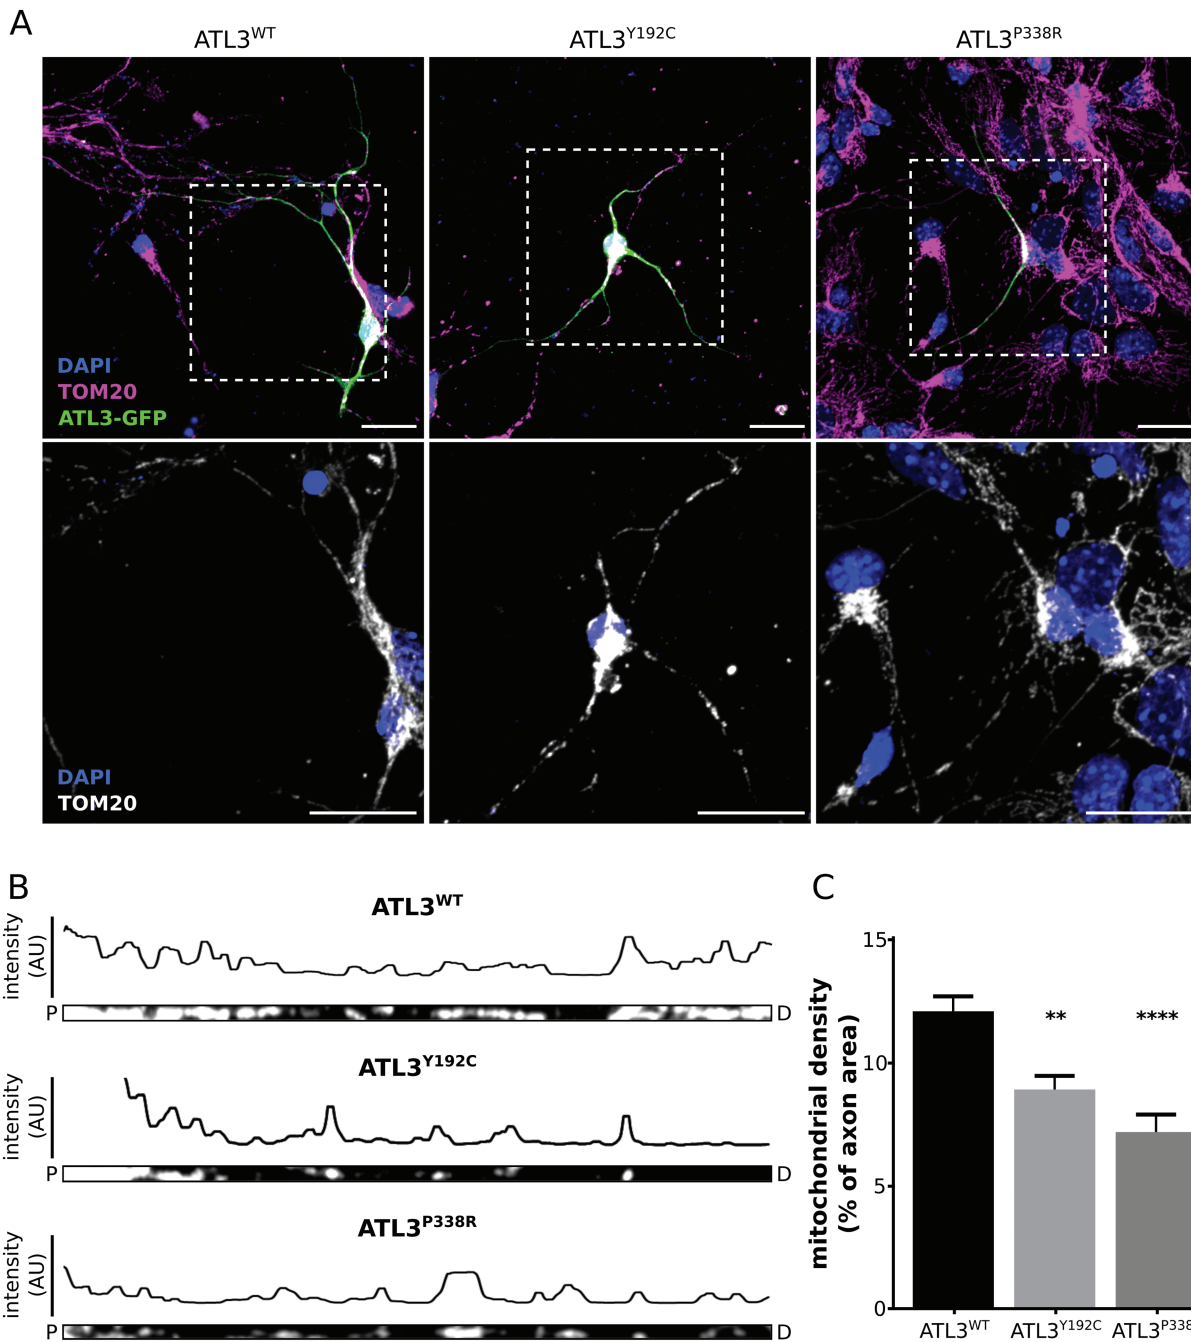 A
ATL3WT
ATL3Y192C
ATL3P338R
DAPI
TOM20
ATL3-GFP
DAPI
TOM20
B
ATL3WT
intensity
(AU)
P
D
ATL3Y192C
intensity
(AU)
P
D
ATL3P338R
intensity
(AU)
P
D
C
mitochondrial density
(% of axon area)
15
10
5
0
**
****
ATL3WT
ATL3Y192C
ATL3P338